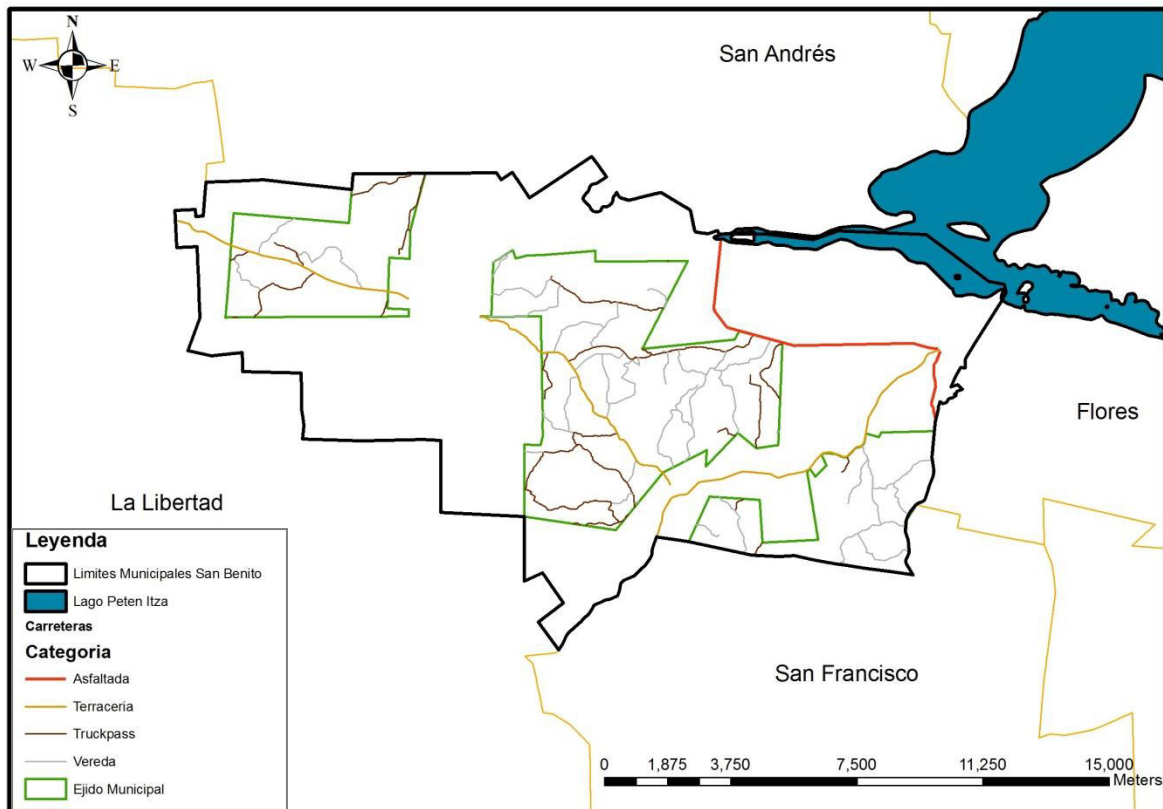 N
W E
S
San Andrés
Flores
La Libertad
San Francisco
Leyenda
Limites Municipales San Benito
Lago Peten Itza
Carreteras
Categoria
Asfaltada
Terraceria
Truckpass
Vereda
Ejido Municipal
0 1,875 3,750 7,500 11,250 15,000
Meters